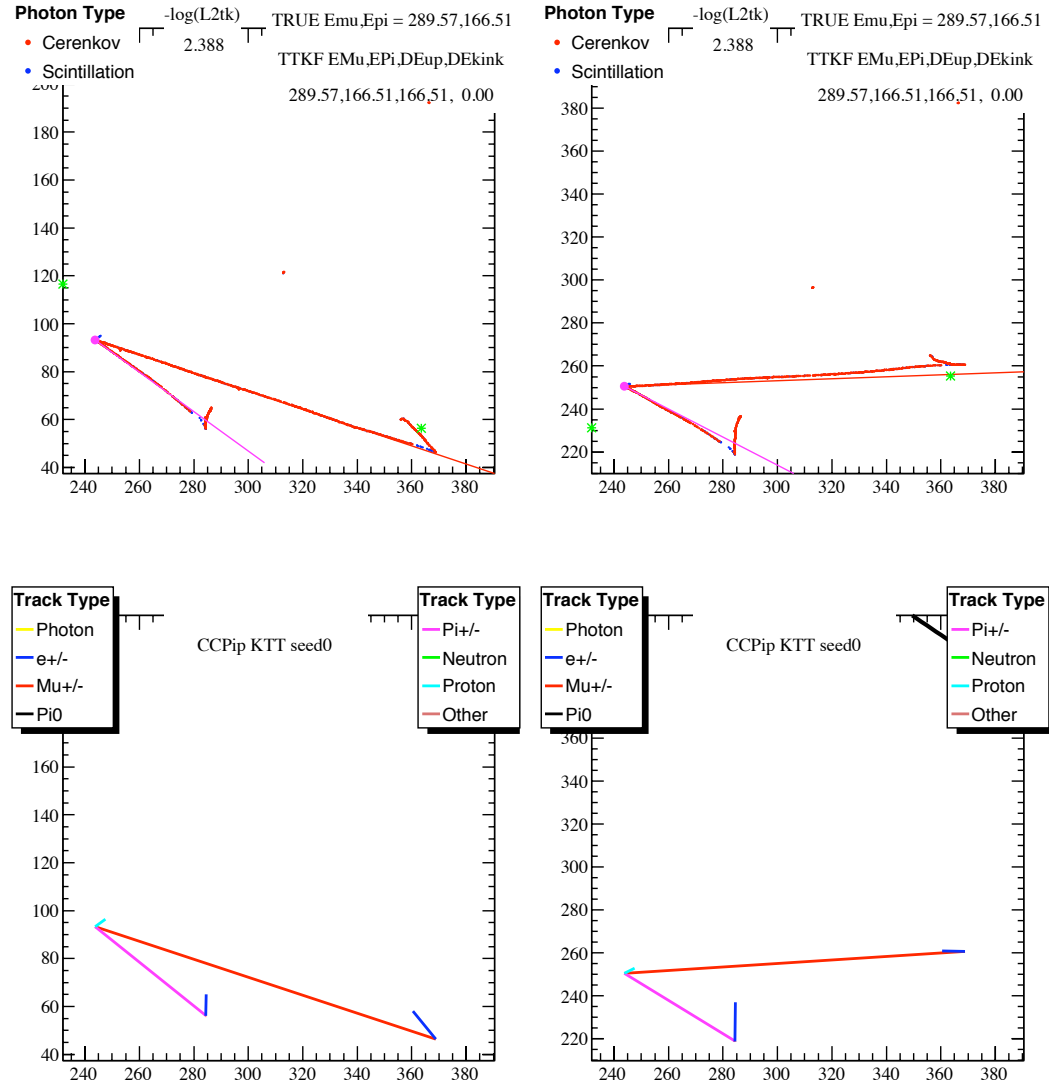 Photon Type
Cerenkov
Scintillation
-log(L2tk)
2.388
TRUE Emu,Epi = 289.57,166.51
TTKF EMu,EPi,DEup,DEkink
289.57,166.51,166.51, 0.00
200
180
160
140
120
100
80
60
40
240 260 280 300 320 340 360 380
Photon Type
Cerenkov
Scintillation
-log(L2tk)
2.388
TRUE Emu,Epi = 289.57,166.51
TTKF EMu,EPi,DEup,DEkink
289.57,166.51,166.51, 0.00
380
360
340
320
300
280
260
240
220
240 260 280 300 320 340 360 380
Track Type
Photon
e+/-
Mu+/-
Pi0
CCPip KTT seed0
Track Type
Pi+/-
Neutron
Proton
Other
160
140
120
100
80
60
40
240 260 280 300 320 340 360 380
Track Type
Photon
e+/-
Mu+/-
Pi0
CCPip KTT seed0
Track Type
Pi+/-
Neutron
Proton
Other
360
340
320
300
280
260
240
220
240 260 280 300 320 340 360 380